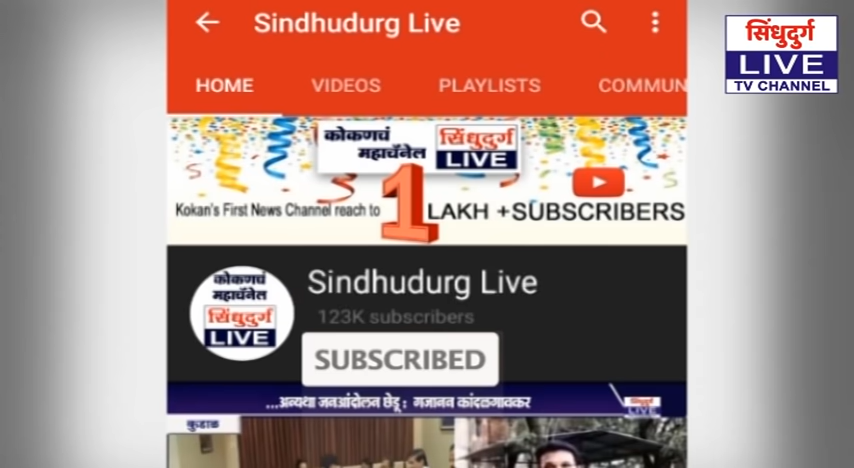 Sindhudurg Live
सिंधुदुर्ग
LIVE
TV CHANNEL
HOME VIDEOS PLAYLISTS COMMUN
कोकणचं
महाचॅनेल
सिंधुदुर्ग
LIVE
Kokan's First News Channel reach to 1 LAKH +SUBSCRIBERS
कोकणचं
महाचॅनेल
सिंधुदुर्ग
LIVE
Sindhudurg Live
123K subscribers
SUBSCRIBED
...अन्यथा जनआंदोलन छेडू : गजानन कांदळगावकर
सिंधुदुर्ग
LIVE
कुडाळ